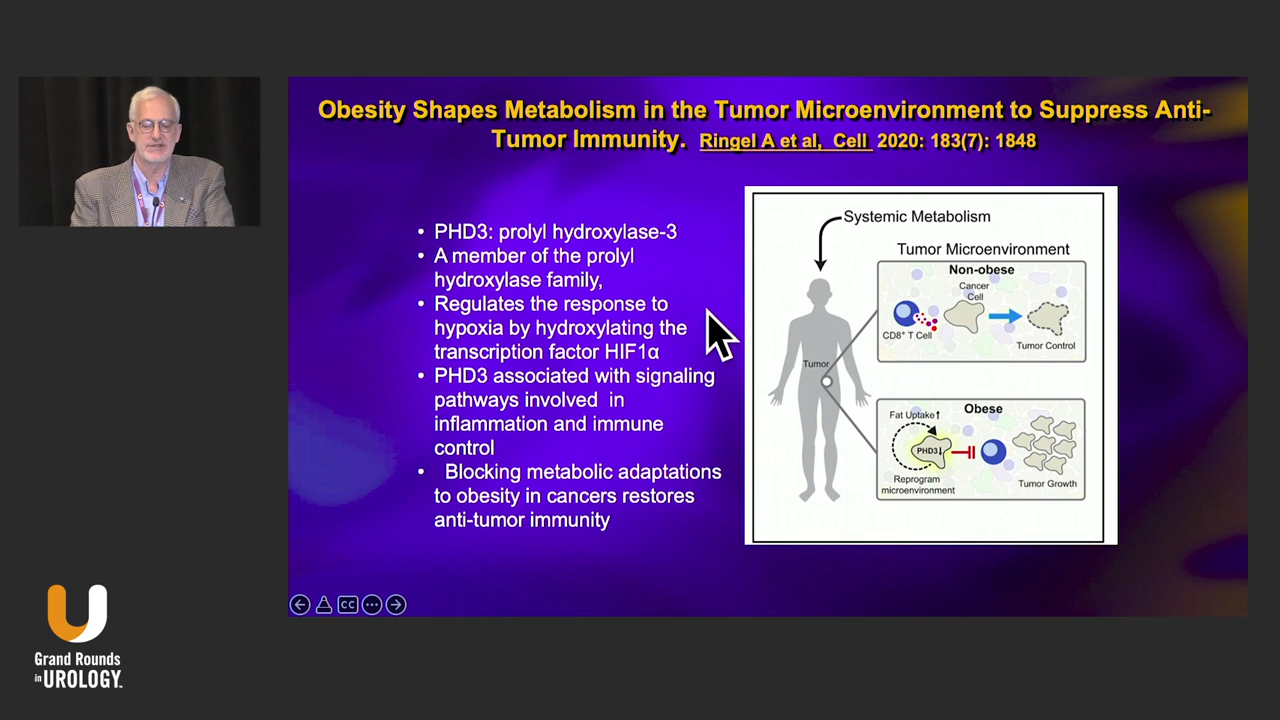 Obesity Shapes Metabolism in the Tumor Microenvironment to Suppress Anti-
Tumor Immunity. Ringel A et al, Cell 2020: 183(7): 1848
• PHD3: prolyl hydroxylase-3
• A member of the prolyl
hydroxylase family,
• Regulates the response to
hypoxia by hydroxylating the
transcription factor HIF1α
• PHD3 associated with signaling
pathways involved in
inflammation and immune
control
• Blocking metabolic adaptations
to obesity in cancers restores
anti-tumor immunity
Systemic Metabolism
Tumor Microenvironment
Non-obese
Cancer
Cell
CD8+ T Cell
Tumor Control
Tumor
Obese
Fat Uptake↑
PHD3↓
Reprogram
microenvironment
Tumor Growth
CC
Grand Rounds
in UROLOGY™